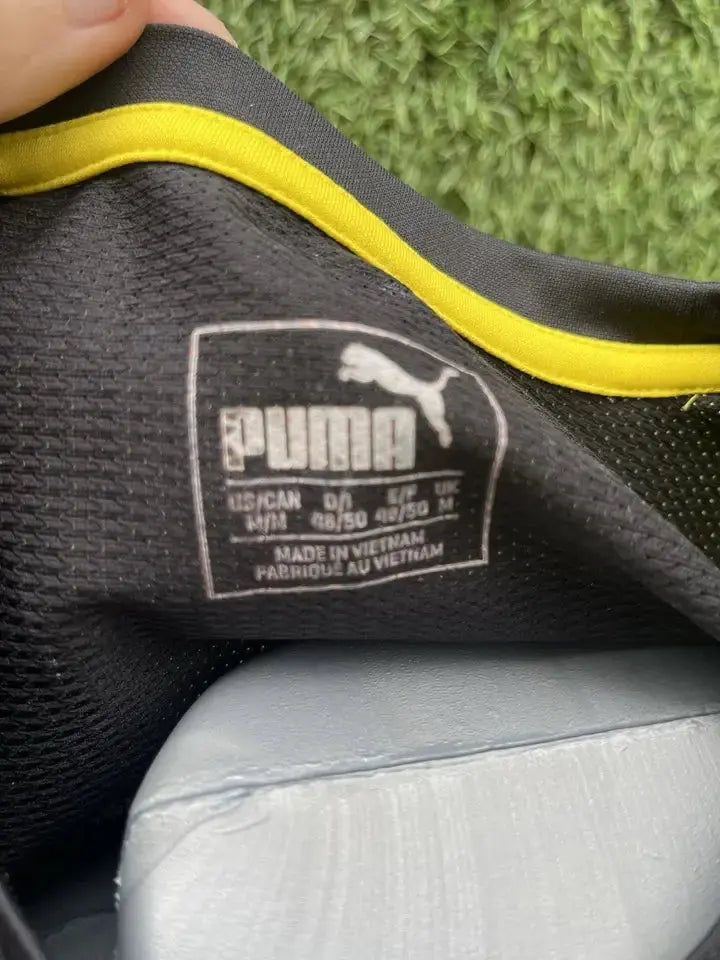 PUMA
US/CAN D/I E/F UK
M/M 48/50 48/50 M
MADE IN VIETNAM
FABRIQUÉ AU VIETNAM